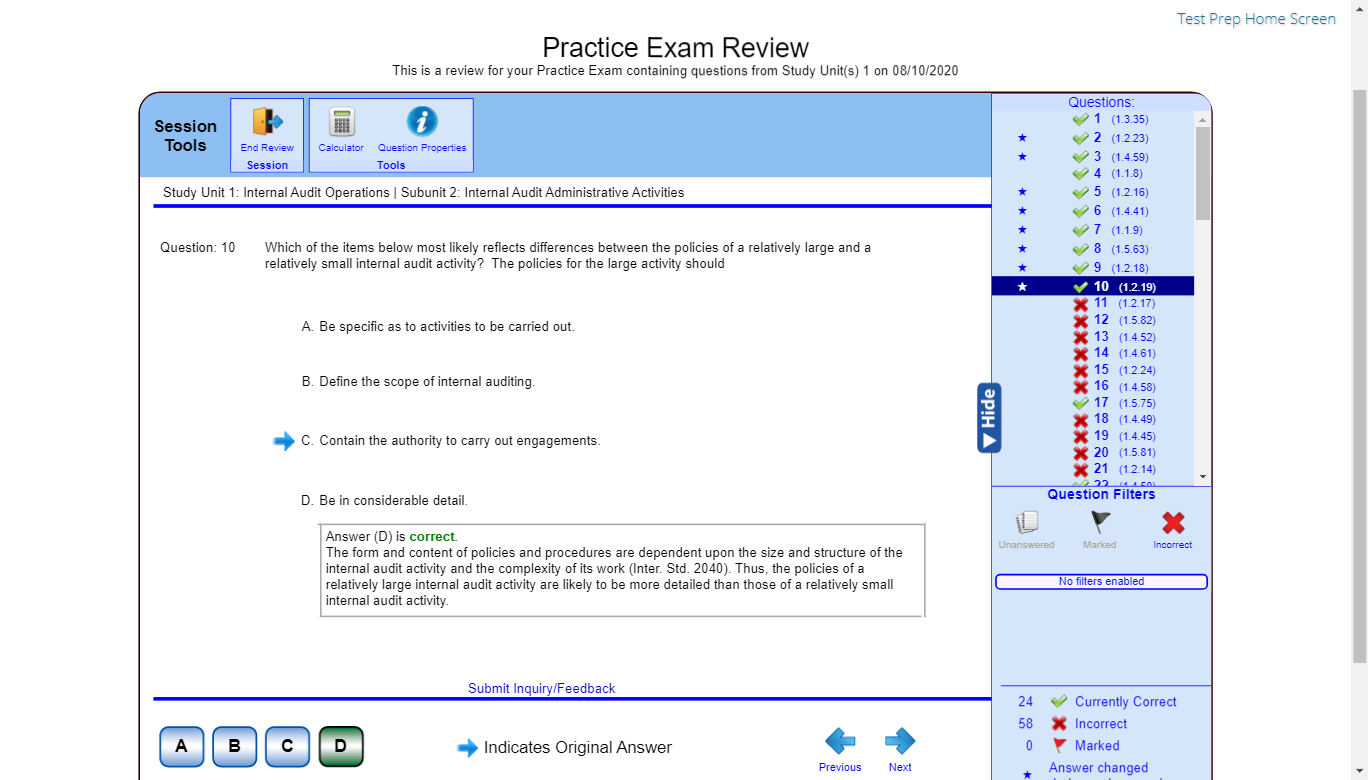 Test Prep Home Screen
Practice Exam Review
This is a review for your Practice Exam containing questions from Study Unit(s) 1 on 08/10/2020
Session
Tools
End Review
Session
Calculator
Question Properties
Tools
Study Unit 1: Internal Audit Operations | Subunit 2: Internal Audit Administrative Activities
Question: 10
Which of the items below most likely reflects differences between the policies of a relatively large and a
relatively small internal audit activity? The policies for the large activity should
A. Be specific as to activities to be carried out.
B. Define the scope of internal auditing.
C. Contain the authority to carry out engagements.
D. Be in considerable detail.
Answer (D) is correct.
The form and content of policies and procedures are dependent upon the size and structure of the
internal audit activity and the complexity of its work (Inter. Std. 2040). Thus, the policies of a
relatively large internal audit activity are likely to be more detailed than those of a relatively small
internal audit activity.
Submit Inquiry/Feedback
A
B
C
D
Indicates Original Answer
Previous
Next
Hide
Questions:
1 (1.3.35)
2 (1.2.23)
3 (1.4.59)
4 (1.1.8)
5 (1.2.16)
6 (1.4.41)
7 (1.1.9)
8 (1.5.63)
9 (1.2.18)
10 (1.2.19)
11 (1.2.17)
12 (1.5.82)
13 (1.4.52)
14 (1.4.61)
15 (1.2.24)
16 (1.4.58)
17 (1.5.75)
18 (1.4.49)
19 (1.4.45)
20 (1.5.81)
21 (1.2.14)
Question Filters
Unanswered
Marked
Incorrect
No filters enabled
24 Currently Correct
58 Incorrect
0 Marked
Answer changed